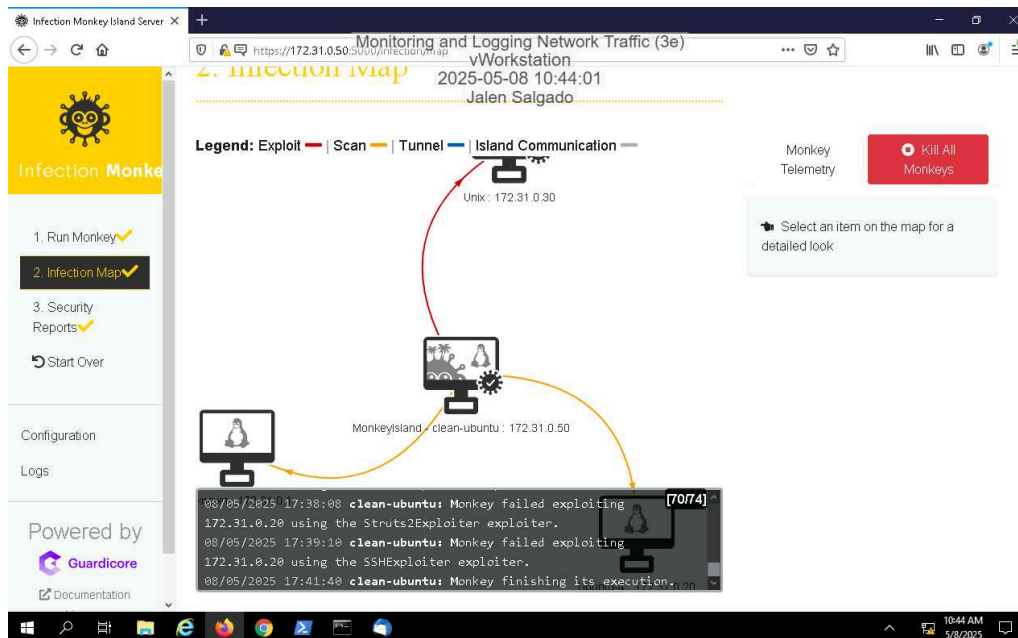 Infection Monkey Island Server
https://172.31.0.50:5000/infection/map
Monitoring and Logging Network Traffic (3e)
vWorkstation
2025-05-08 10:44:01
Jalen Salgado
Infection Monke
1. Run Monkey
2. Infection Map
3. Security
Reports
Start Over
Configuration
Logs
Powered by
Guardicore
Documentation
2. Infection Map
Legend: Exploit | Scan | Tunnel | Island Communication
Unix : 172.31.0.30
MonkeyIsland - clean-ubuntu : 172.31.0.50
[70/74]
08/05/2025 17:38:08 clean-ubuntu: Monkey failed exploiting
172.31.0.20 using the Struts2Exploiter exploiter.
08/05/2025 17:39:10 clean-ubuntu: Monkey failed exploiting
172.31.0.20 using the SSHExploiter exploiter.
08/05/2025 17:41:40 clean-ubuntu: Monkey finishing its execution.
Monkey
Telemetry
Kill All
Monkeys
Select an item on the map for a
detailed look
10:44 AM
5/8/2025